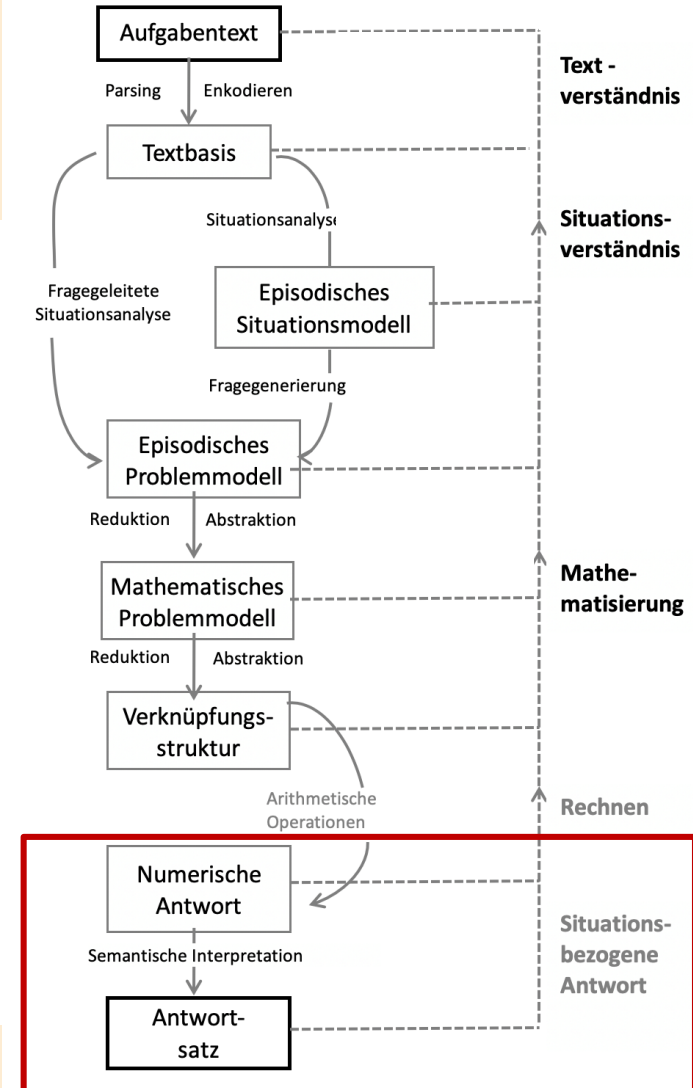 Aufgabentext
Text -
verständnis
Parsing
Enkodieren
Textbasis
Situationsanalyse
Situations-
verständnis
Fragegeleitete
Situationsanalyse
Episodisches
Situationsmodell
Fragegenerierung
Episodisches
Problemmodell
Reduktion
Abstraktion
Mathematisches
Problemmodell
Mathe-
matisierung
Reduktion
Abstraktion
Verknüpfungs-
struktur
Arithmetische
Operationen
Rechnen
Numerische
Antwort
Situations-
bezogene
Antwort
Semantische Interpretation
Antwort-
satz